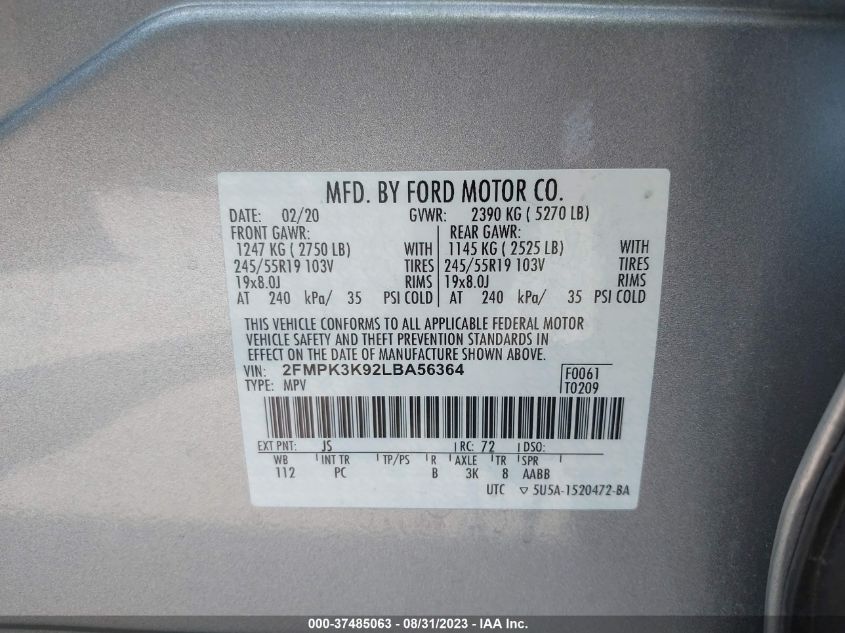 MFD. BY FORD MOTOR CO.
DATE: 02/20 GVWR: 2390 KG ( 5270 LB)
FRONT GAWR: REAR GAWR:
1247 KG ( 2750 LB) WITH 1145 KG ( 2525 LB) WITH
245/55R19 103V TIRES 245/55R19 103V TIRES
19x8.0J RIMS 19x8.0J RIMS
AT 240 kPa/ 35 PSI COLD AT 240 kPa/ 35 PSI COLD
THIS VEHICLE CONFORMS TO ALL APPLICABLE FEDERAL MOTOR
VEHICLE SAFETY AND THEFT PREVENTION STANDARDS IN
EFFECT ON THE DATE OF MANUFACTURE SHOWN ABOVE.
VIN: 2FMPK3K92LBA56364 F0061
TYPE: MPV T0209
EXT PNT: JS RC: 72 DSO:
WB INT TR TP/PS R AXLE TR SPR
112 PC B 3K 8 AABB
UTC ▽ 5U5A-1520472-BA
000-37485063 - 08/31/2023 - IAA Inc.